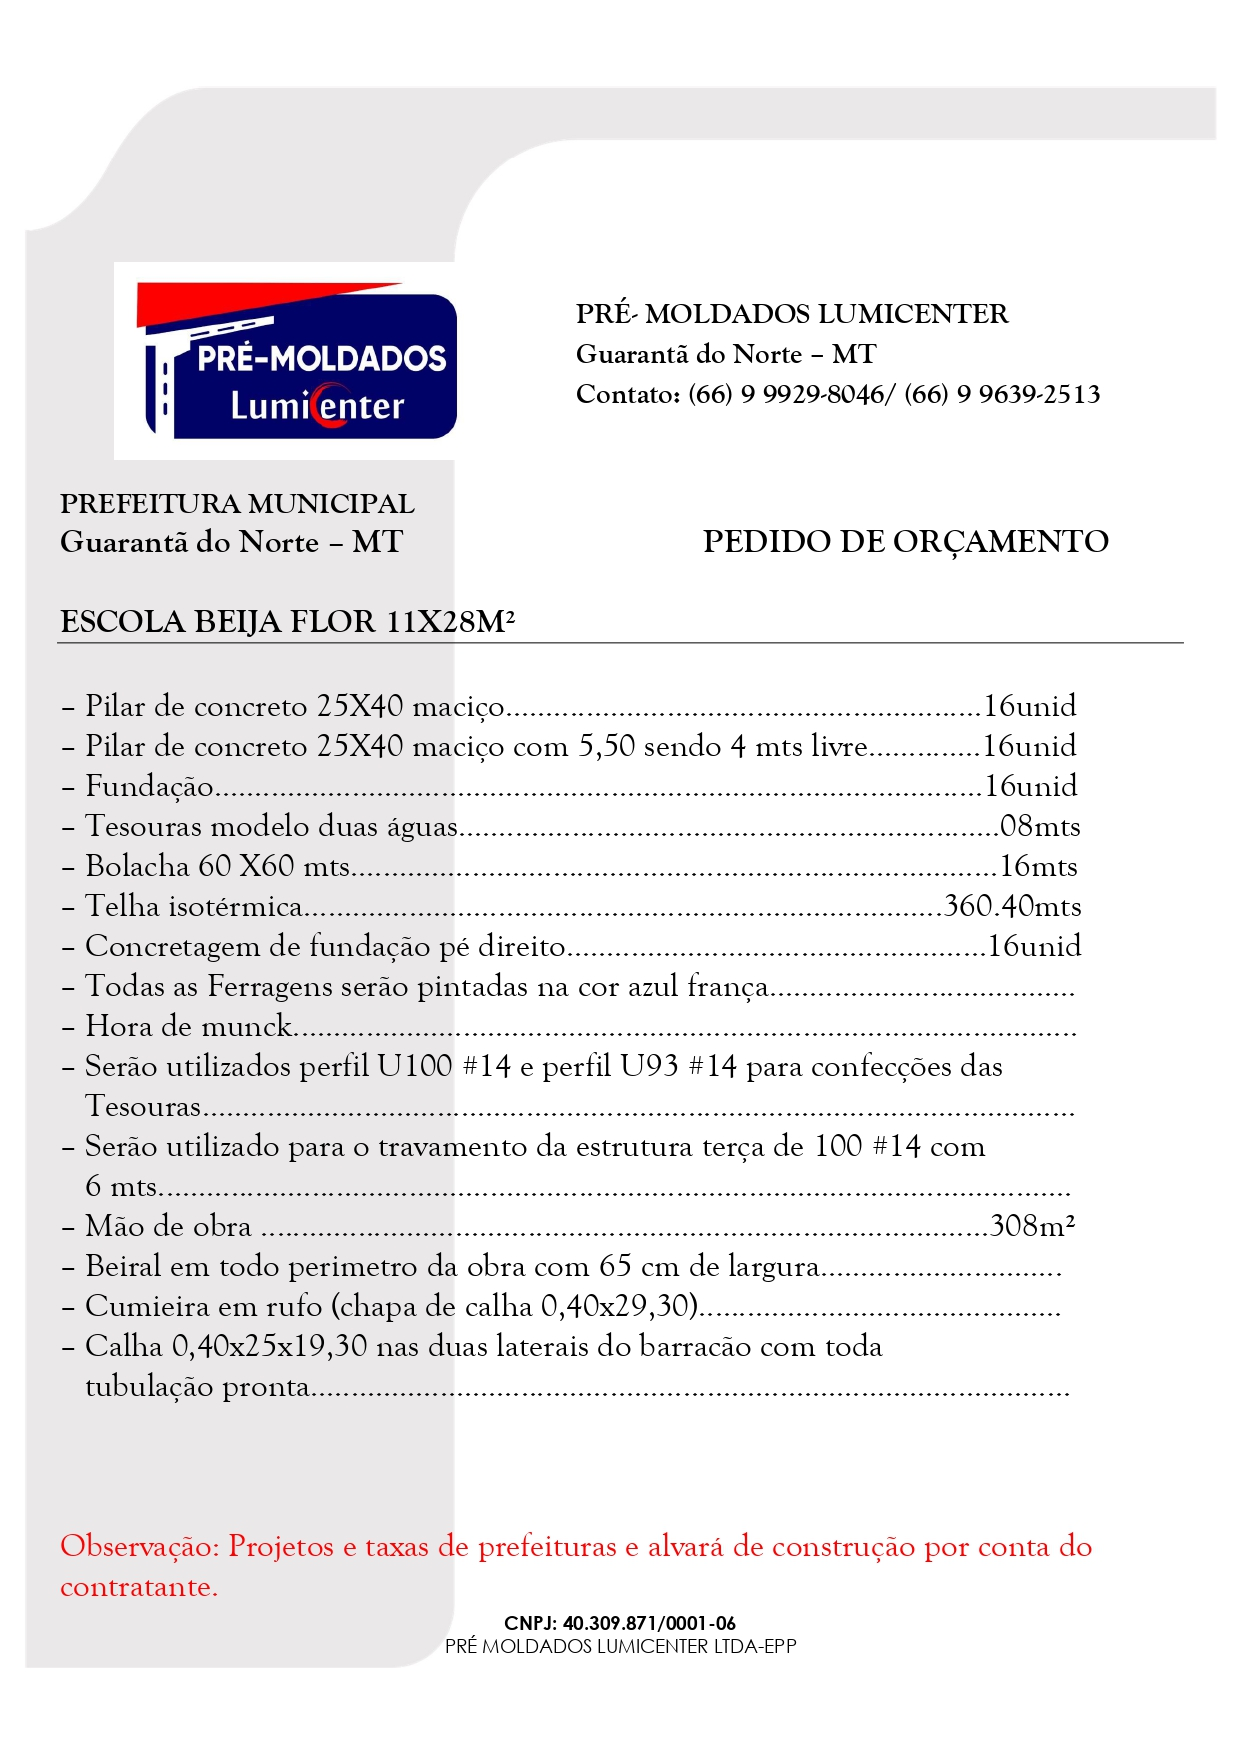 PRÉ-MOLDADOS
LumiCenter
PRÉ- MOLDADOS LUMICENTER
Guarantã do Norte – MT
Contato: (66) 9 9929-8046/ (66) 9 9639-2513
PREFEITURA MUNICIPAL
Guarantã do Norte – MT PEDIDO DE ORÇAMENTO
ESCOLA BEIJA FLOR 11X28M²
– Pilar de concreto 25X40 maciço...........................................................16unid
– Pilar de concreto 25X40 maciço com 5,50 sendo 4 mts livre..............16unid
– Fundação...............................................................................................16unid
– Tesouras modelo duas águas...................................................................08mts
– Bolacha 60 X60 mts................................................................................16mts
– Telha isotérmica...............................................................................360.40mts
– Concretagem de fundação pé direito....................................................16unid
– Todas as Ferragens serão pintadas na cor azul frança......................................
– Hora de munck.................................................................................................
– Serão utilizados perfil U100 #14 e perfil U93 #14 para confecções das
Tesouras............................................................................................................
– Serão utilizado para o travamento da estrutura terça de 100 #14 com
6 mts.................................................................................................................
– Mão de obra ..........................................................................................308m²
– Beiral em todo perimetro da obra com 65 cm de largura..............................
– Cumieira em rufo (chapa de calha 0,40x29,30).............................................
– Calha 0,40x25x19,30 nas duas laterais do barracão com toda
tubulação pronta..............................................................................................
Observação: Projetos e taxas de prefeituras e alvará de construção por conta do
contratante.
CNPJ: 40.309.871/0001-06
PRÉ MOLDADOS LUMICENTER LTDA-EPP